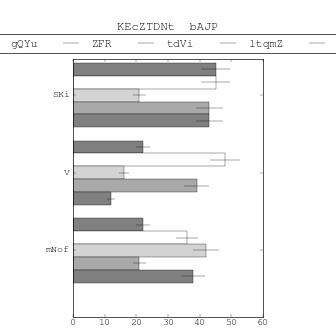 KEcZTDNt bAJP
gQYu ZFR tdVi ltqmZ
SKi
V
mNof
0 10 20 30 40 50 60